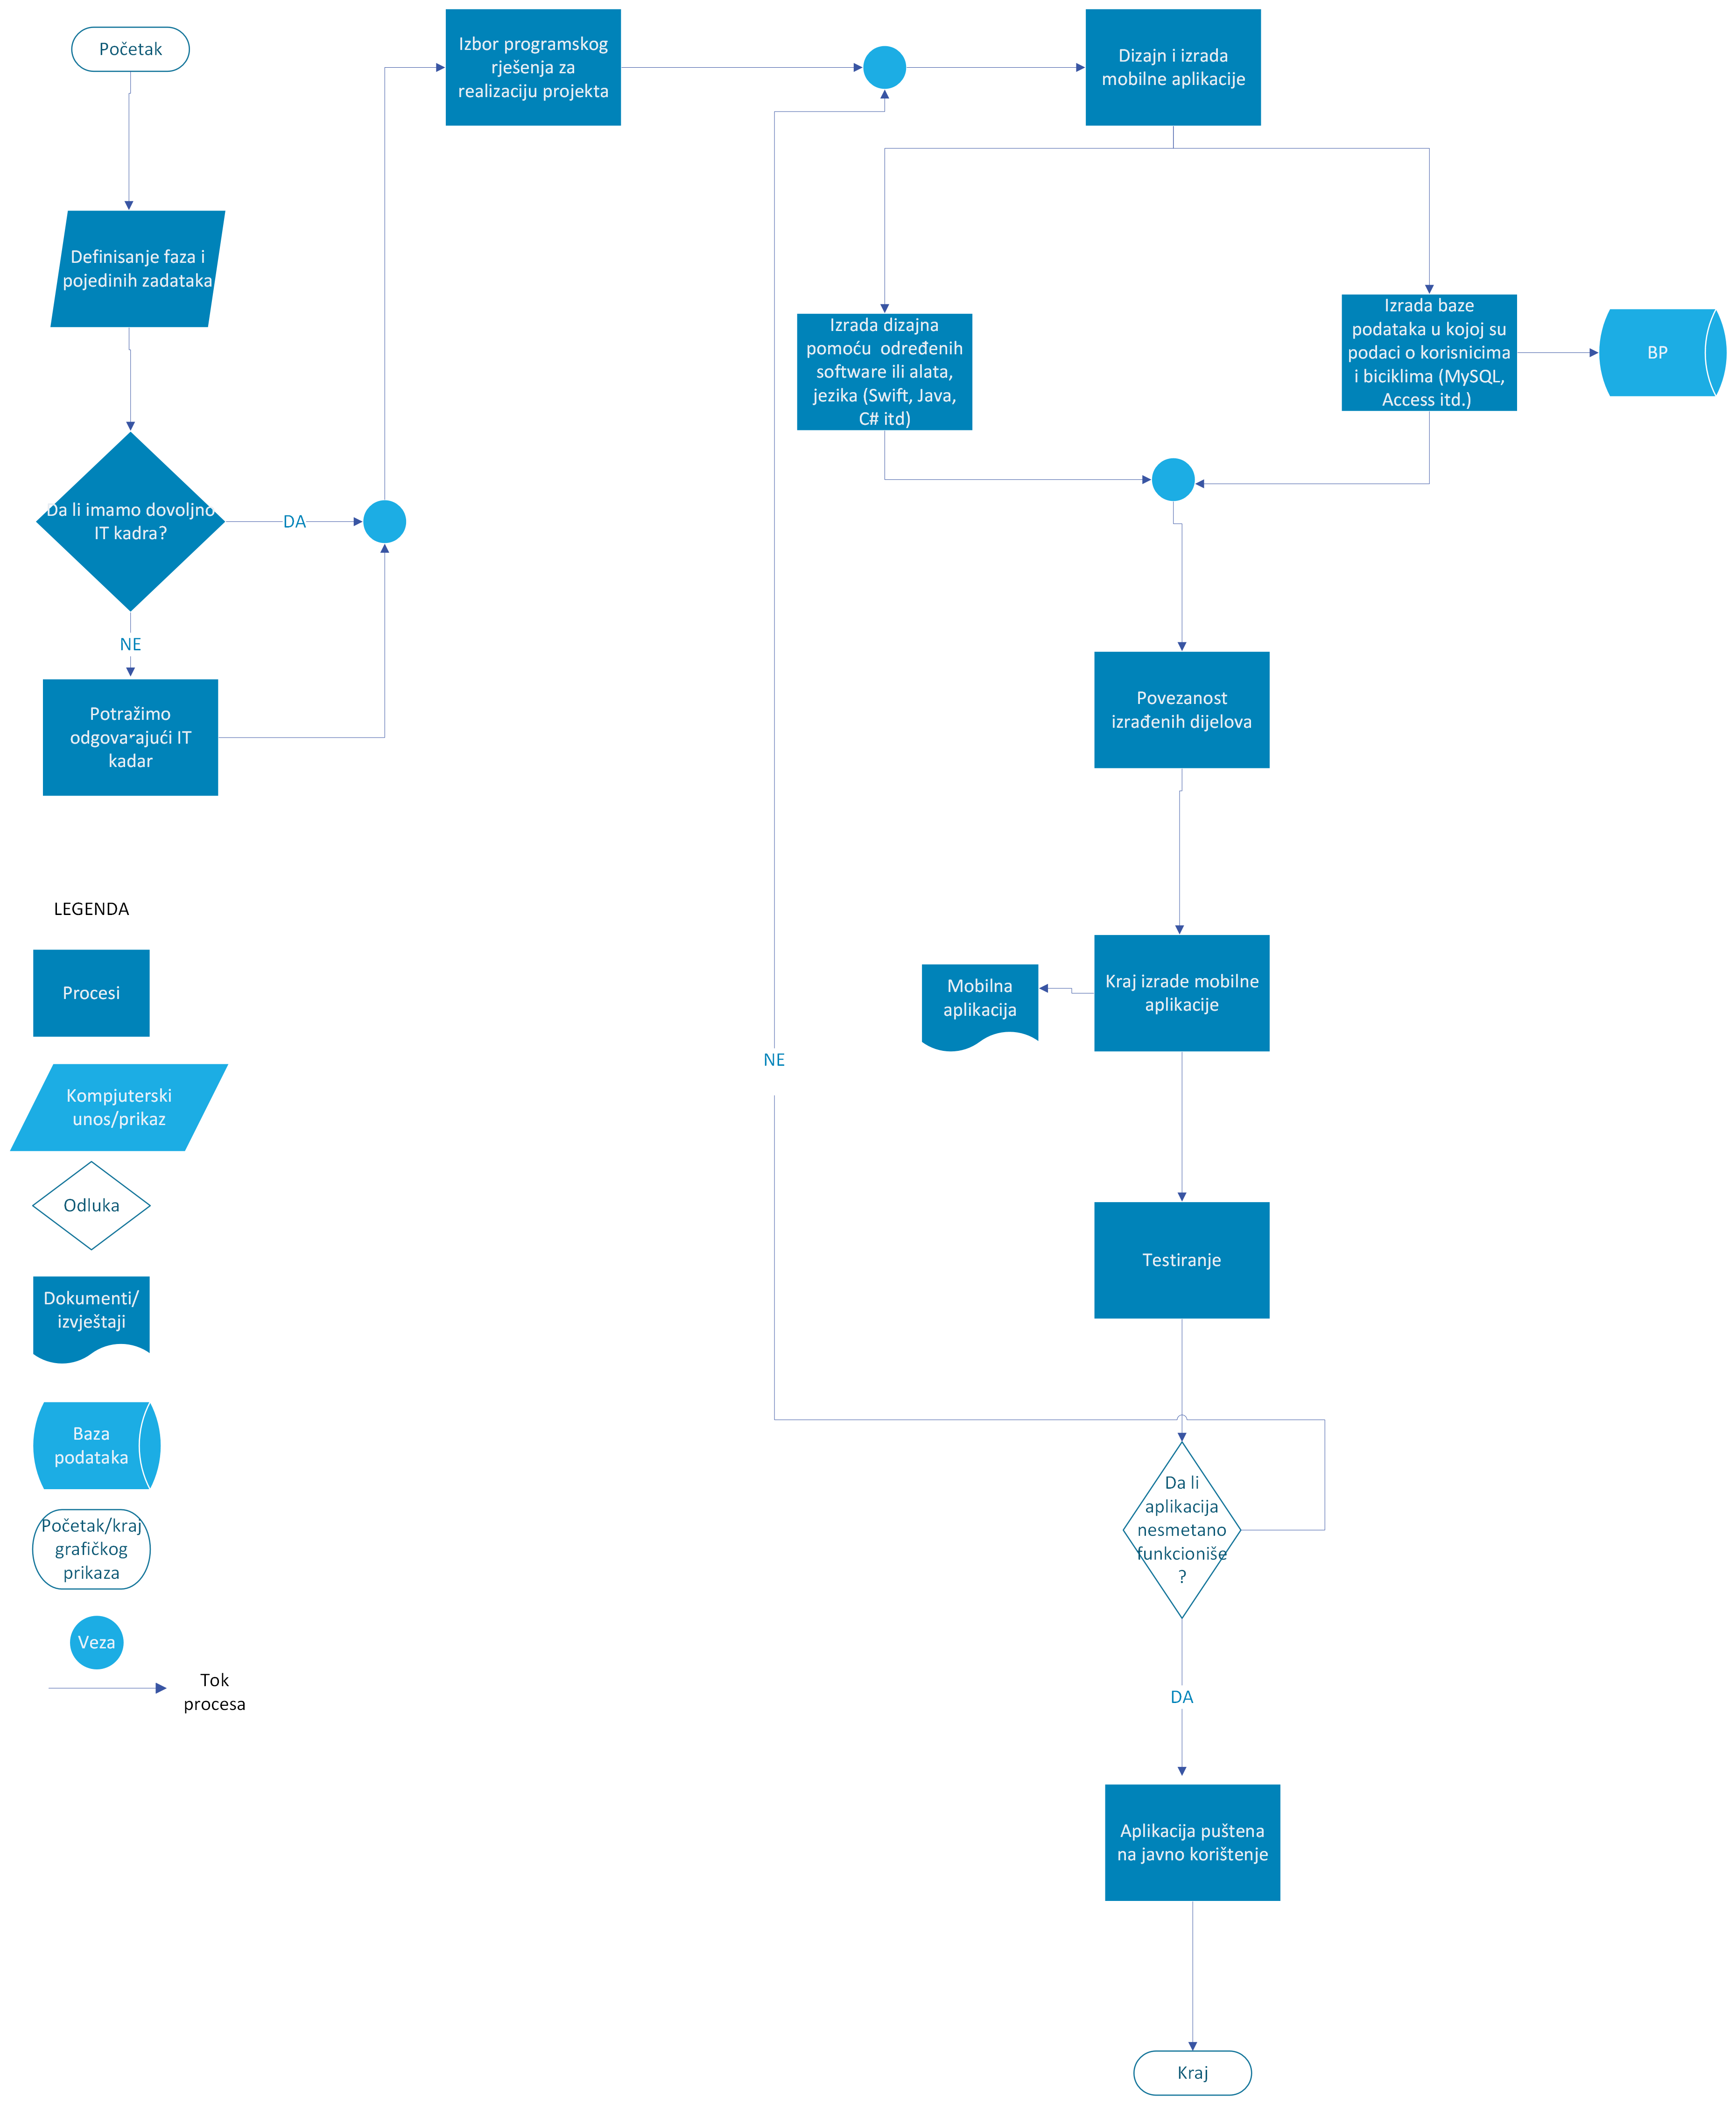 Početak
Definisanje faza i
pojedinih zadataka
Da li imamo dovoljno
IT kadra?
DA
NE
Potražimo
odgovarajući IT
kadar
Izbor programskog
rješenja za
realizaciju projekta
Dizajn i izrada
mobilne aplikacije
Izrada dizajna
pomoću  određenih
software ili alata,
jezika (Swift, Java,
C# itd)
Izrada baze
podataka u kojoj su
podaci o korisnicima
i biciklima (MySQL,
Access itd.)
BP
Povezanost
izrađenih dijelova
Kraj izrade mobilne
aplikacije
Mobilna
aplikacija
NE
Testiranje
Da li
aplikacija
nesmetano
funkcioniše
?
DA
Aplikacija puštena
na javno korištenje
Kraj
LEGENDA
Procesi
Kompjuterski
unos/prikaz
Odluka
Dokumenti/
izvještaji
Baza
podataka
Početak/kraj
grafičkog
prikaza
Veza
Tok
procesa